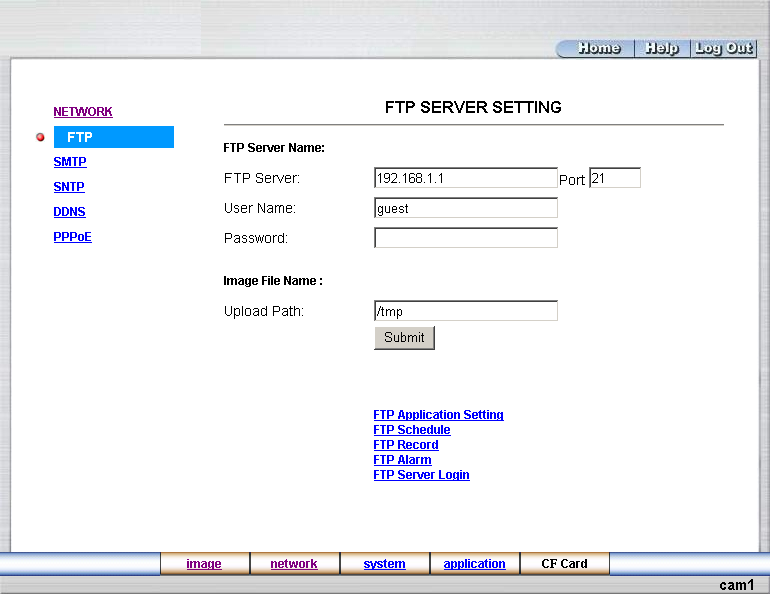 Home Help Log Out
NETWORK
FTP
SMTP
SNTP
DDNS
PPPoE
FTP SERVER SETTING
FTP Server Name:
FTP Server: 192.168.1.1 Port 21
User Name: guest
Password:
Image File Name :
Upload Path: /tmp
Submit
FTP Application Setting
FTP Schedule
FTP Record
FTP Alarm
FTP Server Login
image network system application CF Card
cam1